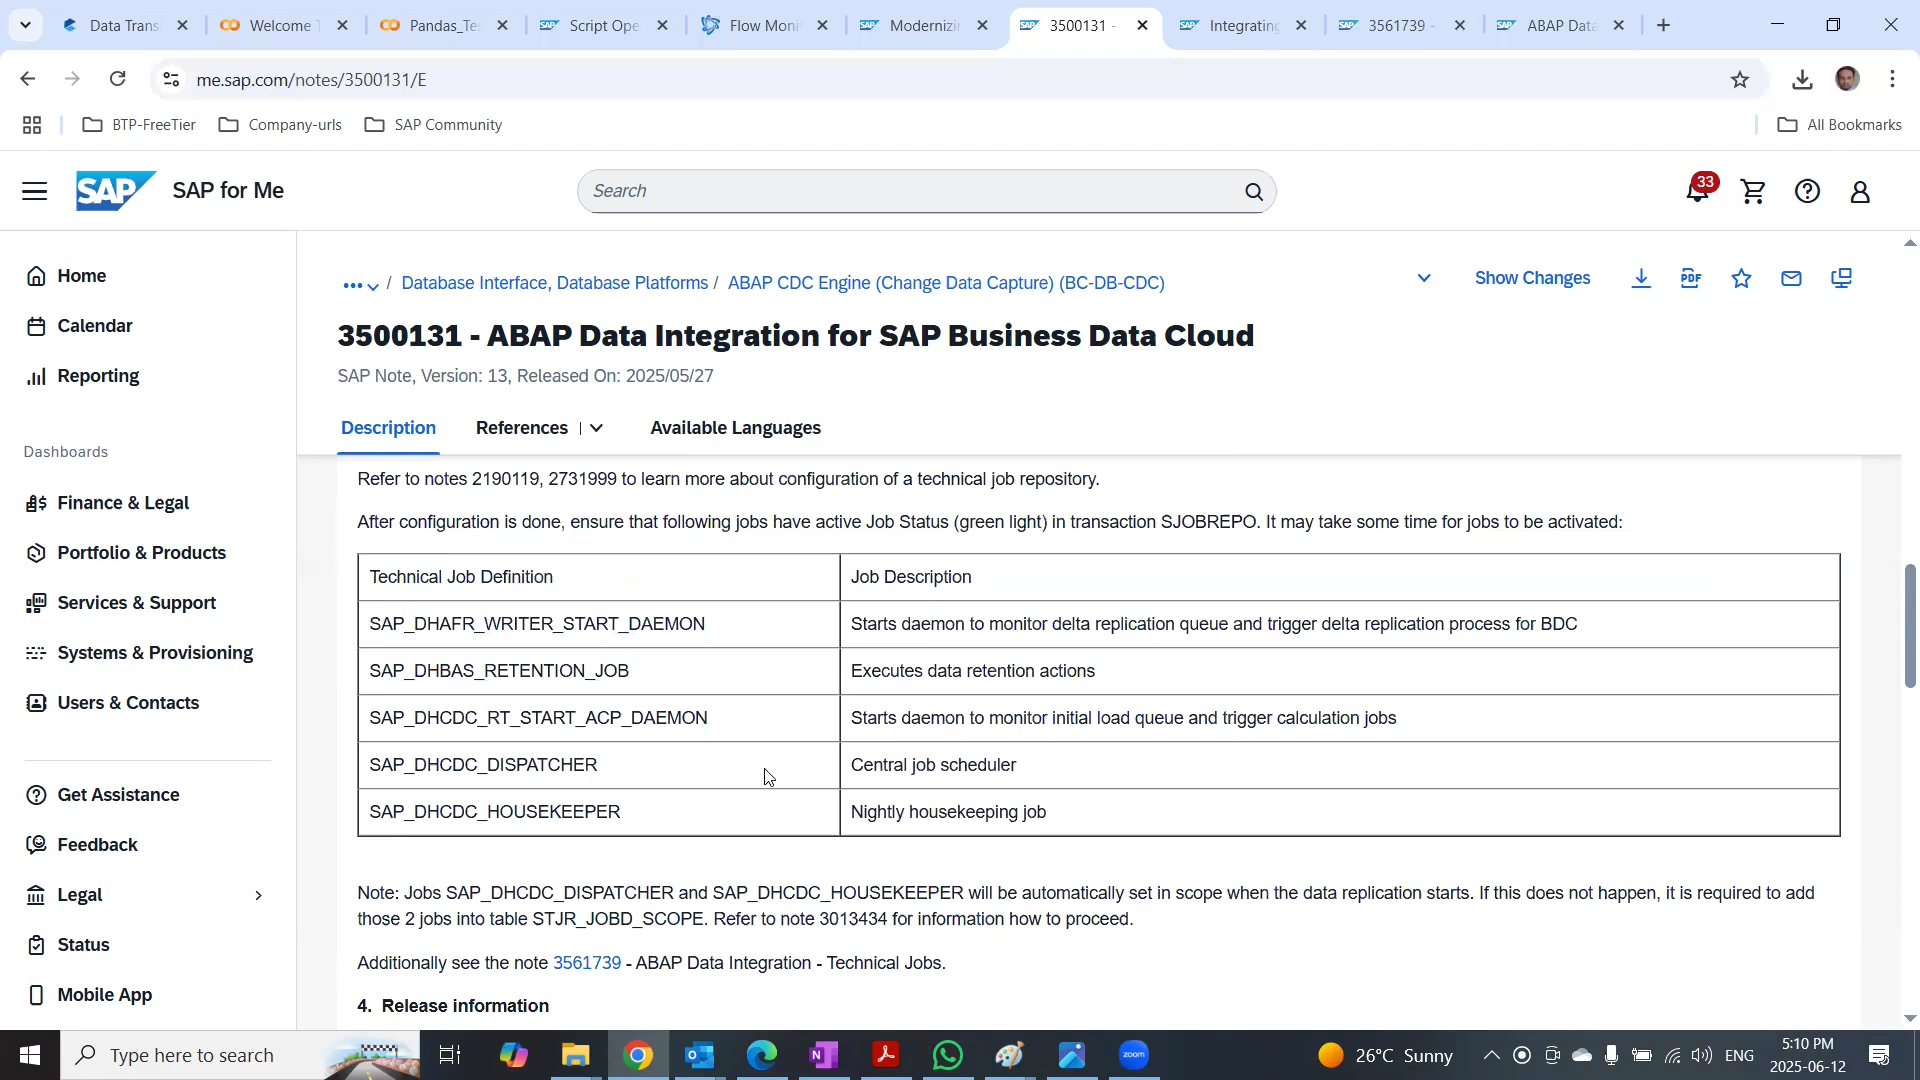 Data Trans
Welcome T
Pandas_Te
Script Ope
Flow Moni
Modernizi
3500131 -
Integrating
3561739 -
ABAP Data
me.sap.com/notes/3500131/E
BTP-FreeTier
Company-urls
SAP Community
All Bookmarks
SAP
SAP for Me
Search
33
Home
Calendar
Reporting
Dashboards
Finance & Legal
Portfolio & Products
Services & Support
Systems & Provisioning
Users & Contacts
Get Assistance
Feedback
Legal
Status
Mobile App
••• / Database Interface, Database Platforms / ABAP CDC Engine (Change Data Capture) (BC-DB-CDC)
Show Changes
PDF
3500131 - ABAP Data Integration for SAP Business Data Cloud
SAP Note, Version: 13, Released On: 2025/05/27
Description
References
Available Languages
Refer to notes 2190119, 2731999 to learn more about configuration of a technical job repository.
After configuration is done, ensure that following jobs have active Job Status (green light) in transaction SJOBREPO. It may take some time for jobs to be activated:
Technical Job Definition
Job Description
SAP_DHAFR_WRITER_START_DAEMON
Starts daemon to monitor delta replication queue and trigger delta replication process for BDC
SAP_DHBAS_RETENTION_JOB
Executes data retention actions
SAP_DHCDC_RT_START_ACP_DAEMON
Starts daemon to monitor initial load queue and trigger calculation jobs
SAP_DHCDC_DISPATCHER
Central job scheduler
SAP_DHCDC_HOUSEKEEPER
Nightly housekeeping job
Note: Jobs SAP_DHCDC_DISPATCHER and SAP_DHCDC_HOUSEKEEPER will be automatically set in scope when the data replication starts. If this does not happen, it is required to add
those 2 jobs into table STJR_JOBD_SCOPE. Refer to note 3013434 for information how to proceed.
Additionally see the note 3561739 - ABAP Data Integration - Technical Jobs.
4. Release information
Type here to search
zoom
26°C Sunny
ENG
5:10 PM
2025-06-12